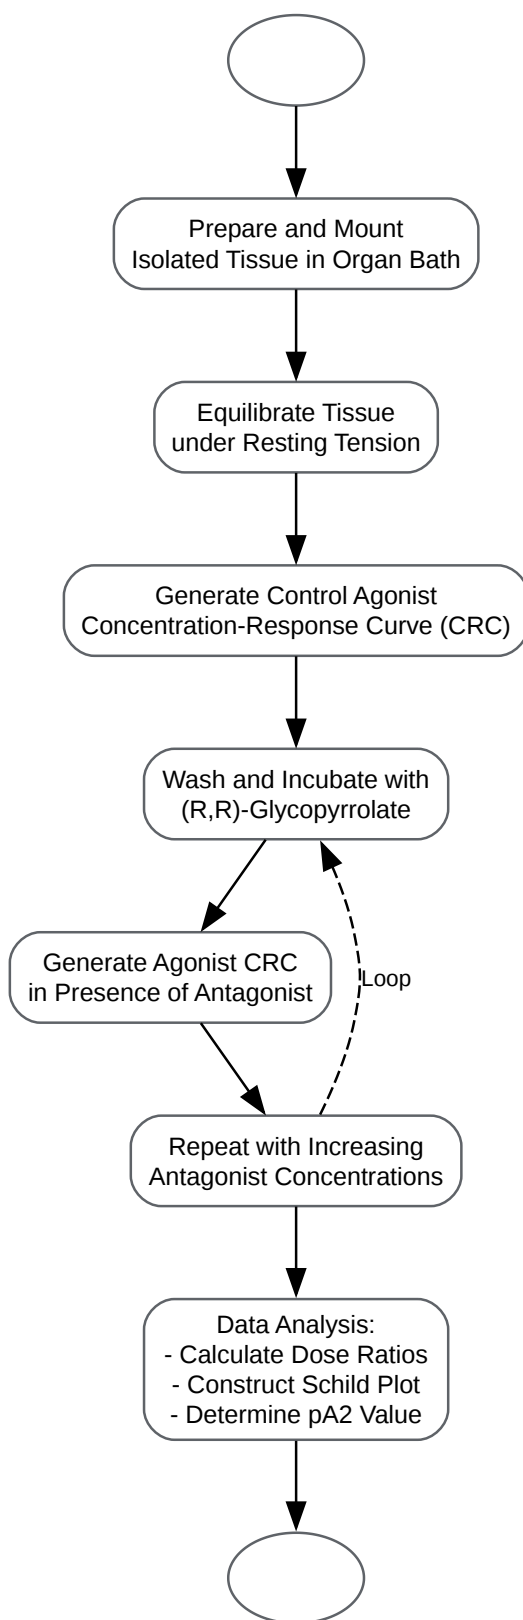 Prepare and Mount
Isolated Tissue in Organ Bath
Equilibrate Tissue
under Resting Tension
Generate Control Agonist
Concentration-Response Curve (CRC)
Wash and Incubate with
(R,R)-Glycopyrrolate
Generate Agonist CRC
in Presence of Antagonist
Loop
Repeat with Increasing
Antagonist Concentrations
Data Analysis:
- Calculate Dose Ratios
- Construct Schild Plot
- Determine pA2 Value